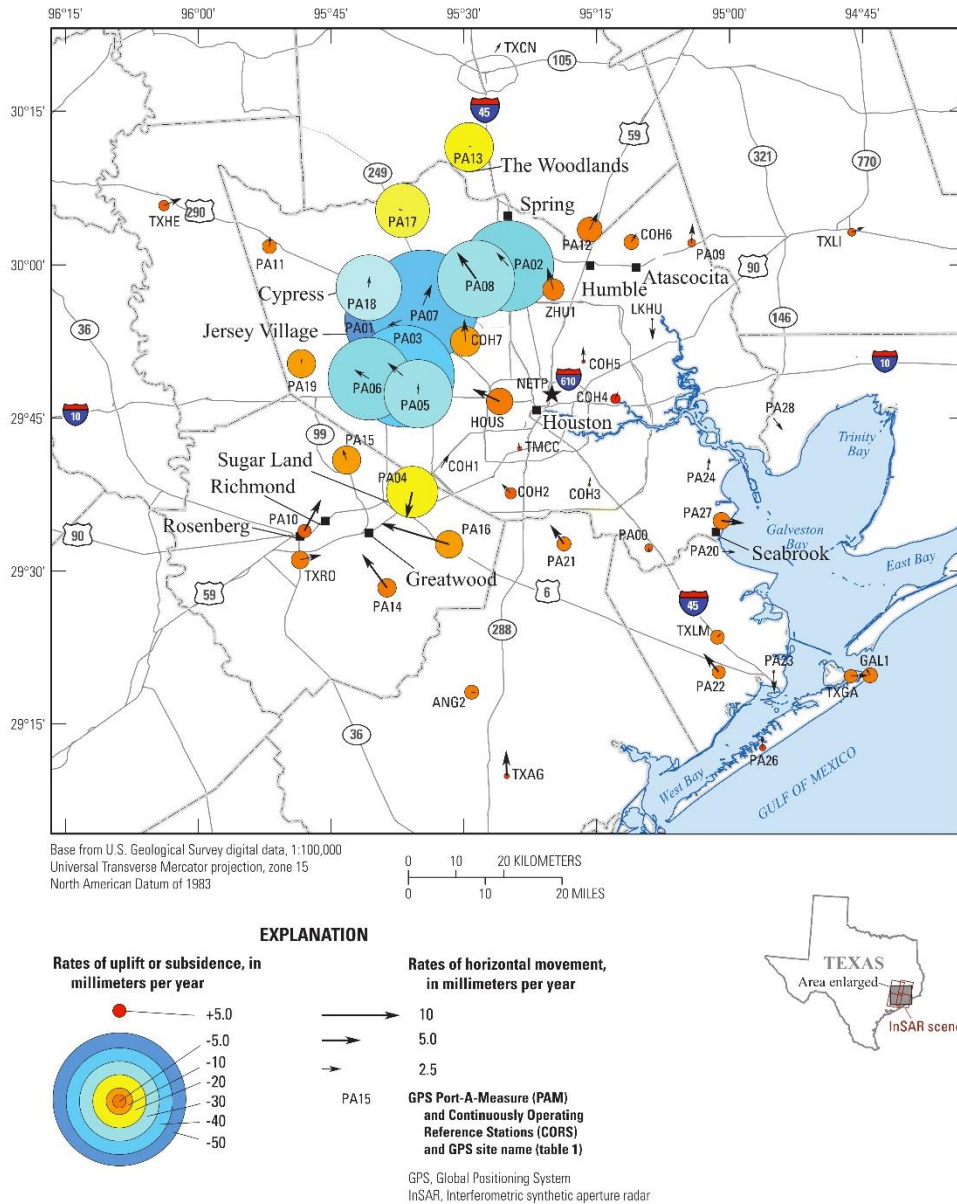 96°15' 96°00' 95°45' 95°30' 95°15' 95°00' 94°45'
TXCN
105
30°15'
45
59
PA13
The Woodlands
321
770
249
TXHE
290
PA17
Spring
PA12
COH6
PA09
TXLI
PA11
30°00'
PA02
PA08
Atascocita
90
Humble
Cypress
PA18
ZHU1
PA07
LKHU
146
36
Jersey Village
PA01
PA03
COH7
PA19
COH5
10
610
PA06
NETP
PA05
COH4
29°45'
10
HOUS
Houston
PA28
99
PA15
TMCC
Trinity
Bay
Sugar Land
COH1
PA04
PA24
Richmond
COH2
COH3
PA10
PA27
Rosenberg
PA16
Galveston
Bay
90
PA00
PA20
Seabrook
East Bay
29°30'
TXRO
PA21
Greatwood
59
PA14
6
45
288
TXLM
PA23
GAL1
PA22
TXGA
ANG2
29°15'
36
PA26
TXAG
West Bay
GULF OF MEXICO
Base from U.S. Geological Survey digital data, 1:100,000
Universal Transverse Mercator projection, zone 15
North American Datum of 1983
0 10 20 KILOMETERS
0 10 20 MILES
EXPLANATION
Rates of uplift or subsidence, in
millimeters per year
+5.0
-5.0
-10
-20
-30
-40
-50
Rates of horizontal movement,
in millimeters per year
10
5.0
2.5
PA15 GPS Port-A-Measure (PAM)
and Continuously Operating
Reference Stations (CORS)
and GPS site name (table 1)
GPS, Global Positioning System
InSAR, Interferometric synthetic aperture radar
TEXAS
Area enlarged
InSAR scene